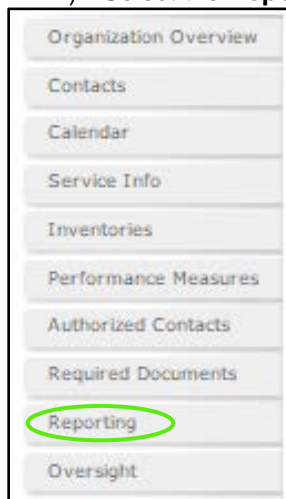 Organization Overview
Contacts
Calendar
Service Info
Inventories
Performance Measures
Authorized Contacts
Required Documents
Reporting
Oversight